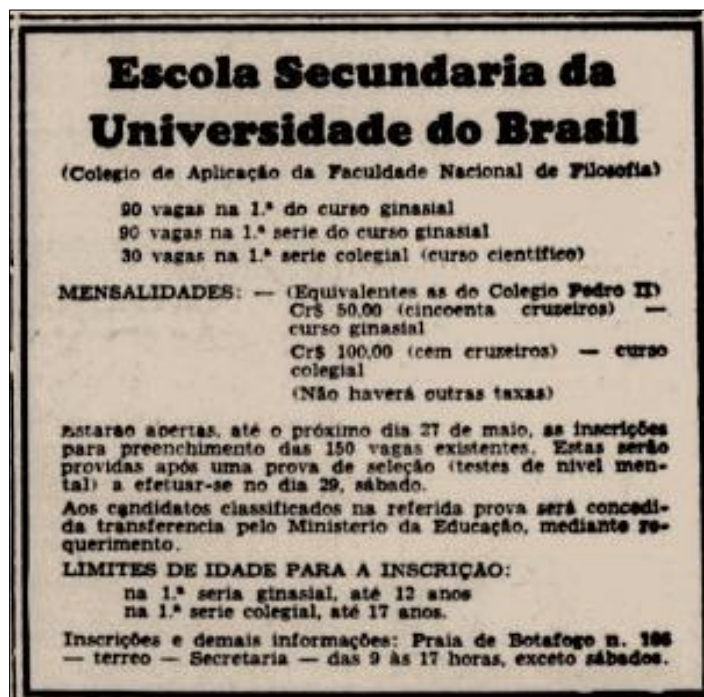 Escola Secundaria da
Universidade do Brasil
(Colegio de Aplicação da Faculdade Nacional de Filosofia)
90 vagas na 1.ª do curso ginasial
90 vagas na 1.ª serie do curso ginasial
30 vagas na 1.ª serie colegial (curso científico)
MENSALIDADES: — (Equivalentes as do Colegio Pedro II)
Cr$ 50,00 (cincoenta cruzeiros) —
curso ginasial
Cr$ 100,00 (cem cruzeiros) — curso
colegial
(Não haverá outras taxas)
Estarão abertas, até o próximo dia 27 de maio, as inscrições
para preenchimento das 150 vagas existentes. Estas serão
providas após uma prova de seleção (testes de nivel men-
tal) a efetuar-se no dia 29, sábado.
Aos candidatos classificados na referida prova será concedi-
da transferencia pelo Ministerio da Educação, mediante re-
querimento.
LIMITES DE IDADE PARA A INSCRIÇÃO:
na 1.ª seria ginasial, até 12 anos
na 1.ª serie colegial, até 17 anos.
Inscrições e demais informações: Praia de Botafogo n. 186
— terreo — Secretaria — das 9 às 17 horas, exceto sábados.